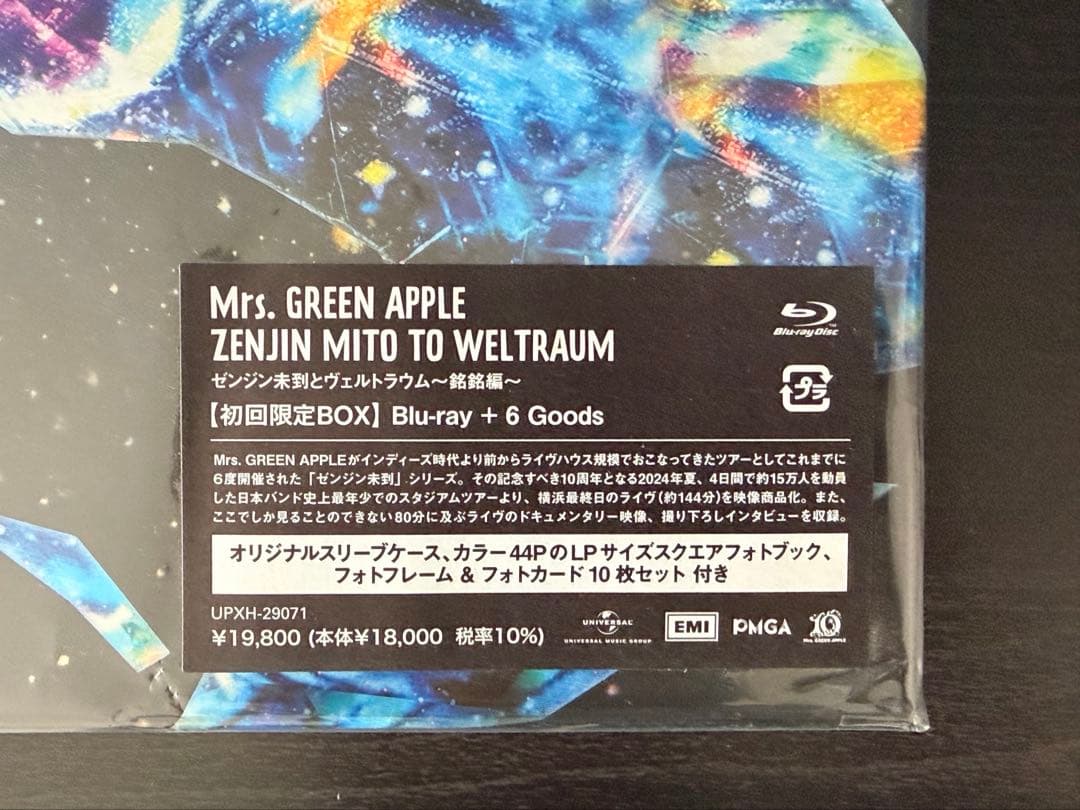 Mrs. GREEN APPLE
ZENJIN MITO TO WELTRAUM
ゼンジン未到とヴェルトラウム〜銘銘編〜
【初回限定BOX】Blu-ray + 6 Goods
Blu-ray Disc
プラ
Mrs. GREEN APPLEがインディーズ時代より前からライヴハウス規模でおこなってきたツアーとしてこれまでに
6度開催された「ゼンジン未到」シリーズ。その記念すべき10周年となる2024年夏、4日間で約15万人を動員
した日本バンド史上最年少でのスタジアムツアーより、横浜最終日のライヴ(約144分)を映像商品化。また、
ここでしか見ることのできない80分に及ぶライヴのドキュメンタリー映像、撮り下ろしインタビューを収録。
オリジナルスリーブケース、カラー44PのLPサイズスクエアフォトブック、
フォトフレーム & フォトカード10枚セット 付き
UPXH-29071
¥19,800 (本体¥18,000 税率10%)
UNIVERSAL
UNIVERSAL MUSIC GROUP
EMI
PMGA
10
Mrs. GREEN APPLE